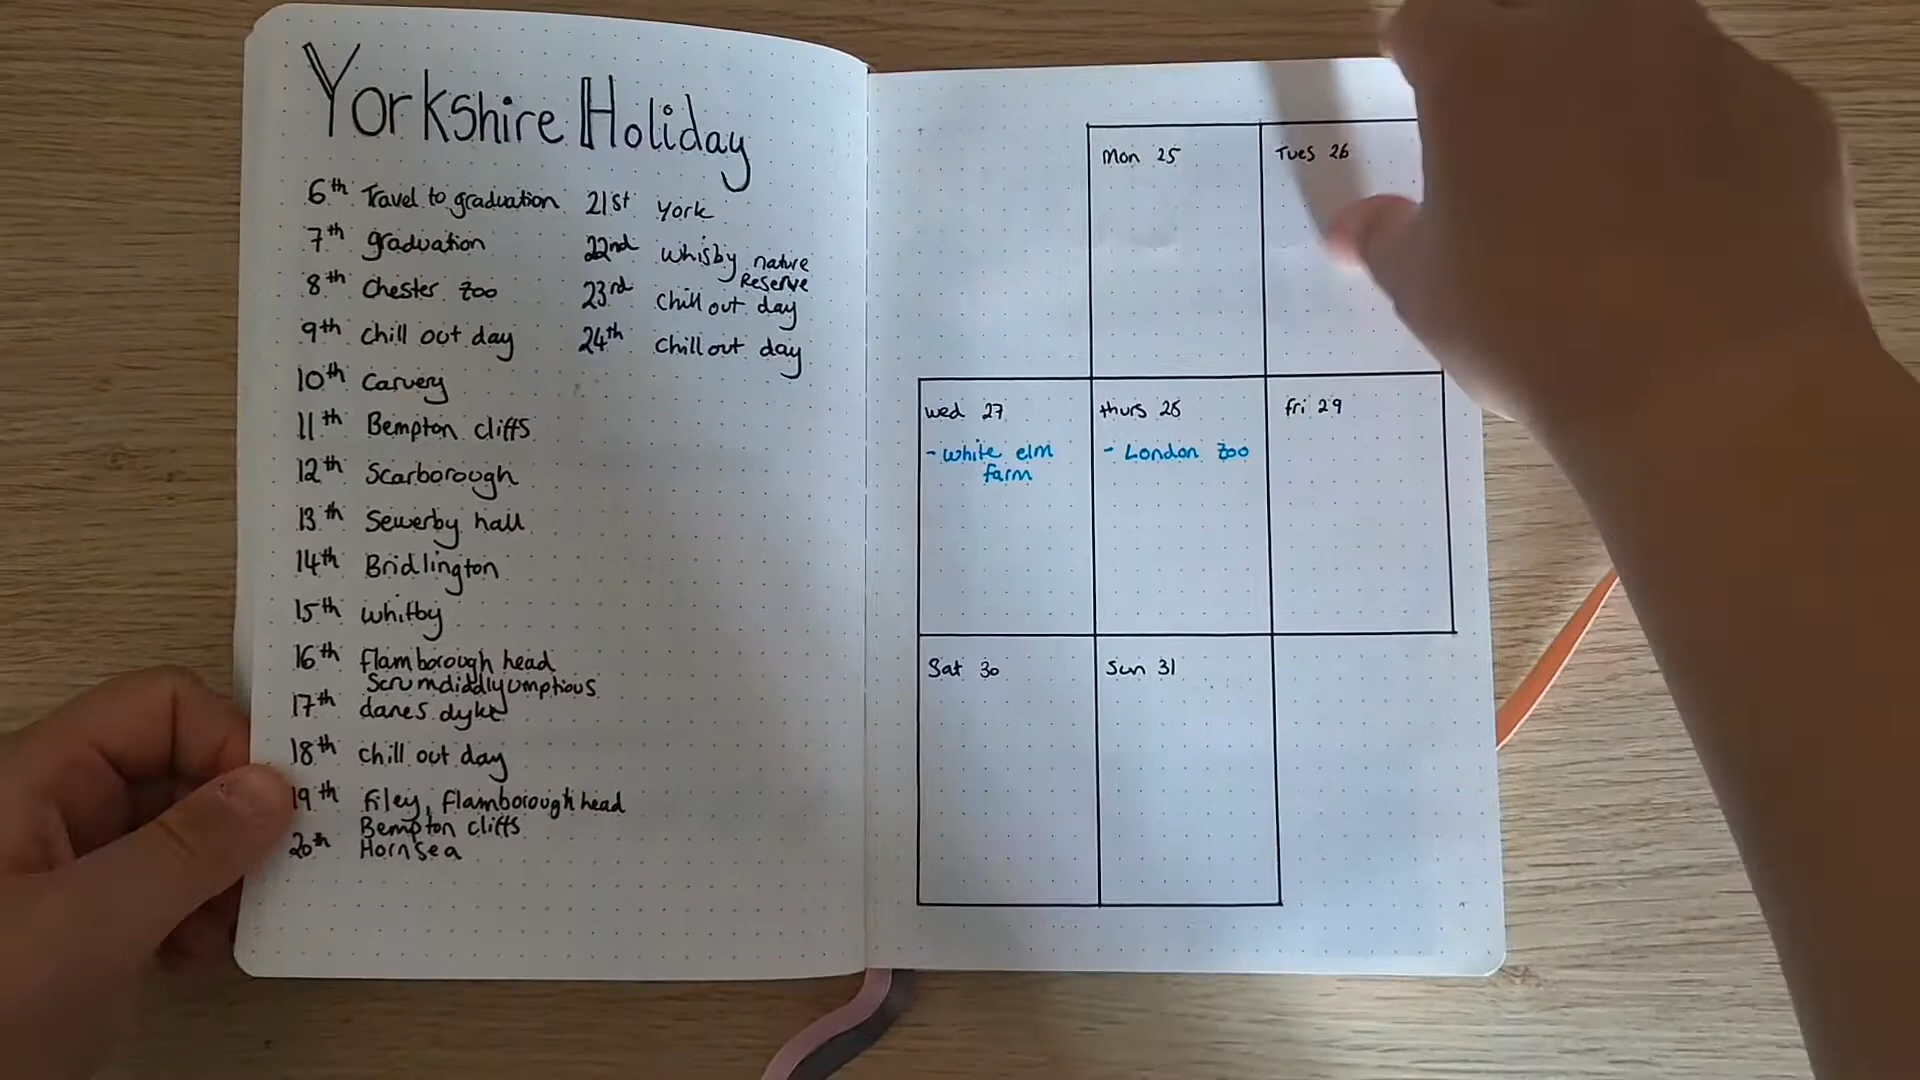 Yorkshire Holiday
6th Travel to graduation
7th graduation
8th Chester zoo
9th Chill out day
10th Carvery
11th Bempton cliffs
12th Scarborough
13th Sewerby hall
14th Bridlington
15th Whitby
16th flamborough head
Scrumdiddlyumptious
17th danes dyke
18th chill out day
19th Filey, flamborough head
Bempton cliffs
20th Hornsea
21st York
22nd Whisby nature
Reserve
23rd Chill out day
24th Chill out day
Mon 25
Tues 26
wed 27
- white elm
farm
thurs 28
- London zoo
fri 29
Sat 30
Sun 31